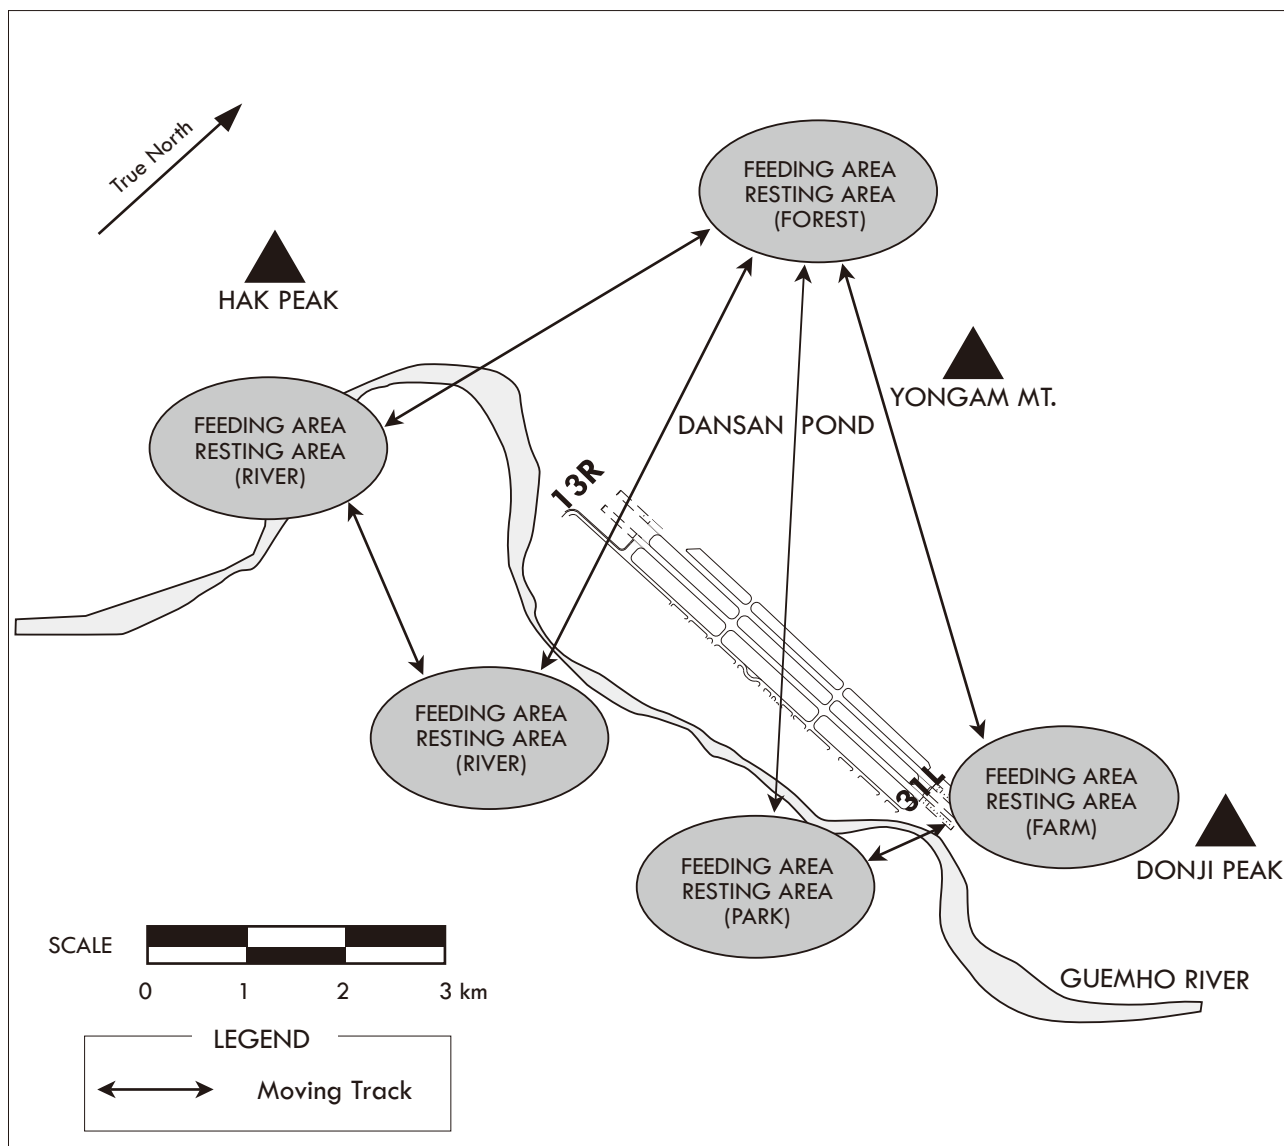 True North
FEEDING AREA
RESTING AREA
(FOREST)
HAK PEAK
YONGAM MT.
FEEDING AREA
RESTING AREA
(RIVER)
DANSAN POND
13R
FEEDING AREA
RESTING AREA
(RIVER)
31L
FEEDING AREA
RESTING AREA
(FARM)
DONJI PEAK
FEEDING AREA
RESTING AREA
(PARK)
GUEMHO RIVER
SCALE
0 1 2 3 km
LEGEND
Moving Track